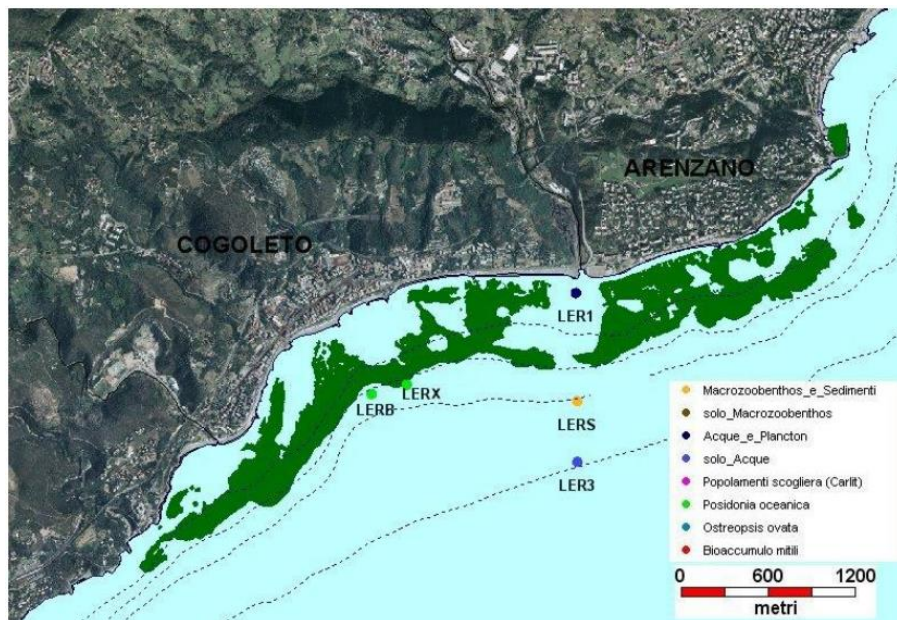 ARENZANO
COGOLETO
LER1
LERX
LERB
LERS
LER3
Macrozoobenthos_e_Sedimenti
solo_Macrozoobenthos
Acque_e_Plancton
solo_Acque
Popolamenti scogliera (Carlit)
Posidonia oceanica
Ostreopsis ovata
Bioaccumulo mitili
0 600 1200
metri